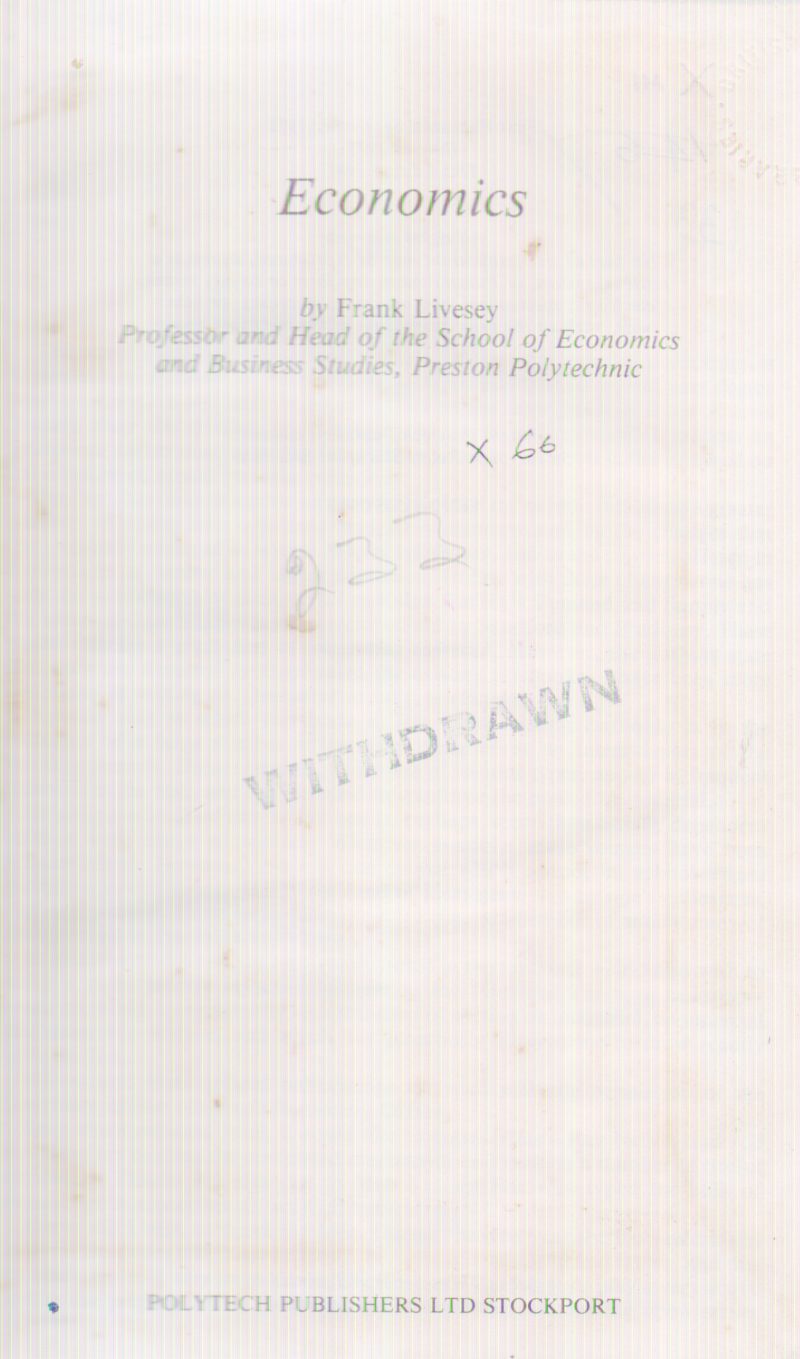 Economics
by Frank Livesey
Professor and Head of the School of Economics
and Business Studies, Preston Polytechnic
X 66
233
WITHDRAWN
POLYTECH PUBLISHERS LTD STOCKPORT